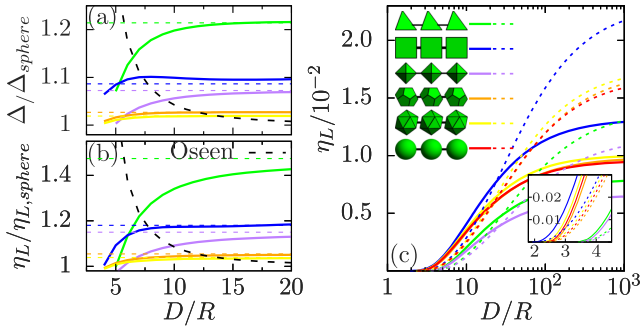 (a)
Δ/Δsphere
1.2
1.1
1
(b)
Oseen
ηL/ηL,sphere
1.4
1.2
1
5 10 15 20
D/R
ηL/10⁻²
2.0
1.5
1.0
0.5
(c)
0.02
0.01
2 3 4
1 10 10² 10³
D/R